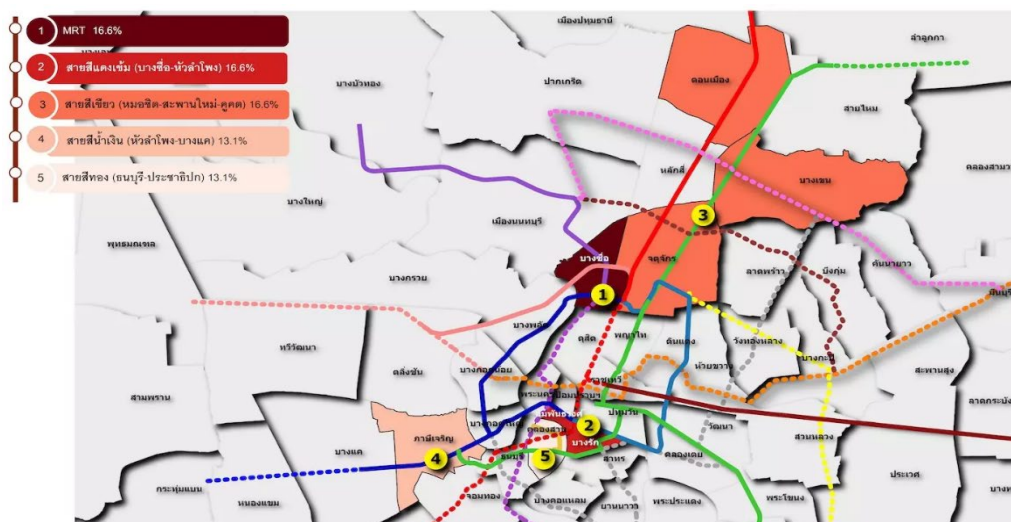 1 MRT 16.6%
2 สายสีแดงเข้ม (บางซื่อ-หัวลำโพง) 16.6%
3 สายสีเขียว (หมอชิต-สะพานใหม่-คูคต) 16.6%
4 สายสีน้ำเงิน (หัวลำโพง-บางแค) 13.1%
5 สายสีทอง (ธนบุรี-ประชาธิปก) 13.1%
เมืองปทุมธานี
ลำลูกกา
ปากเกร็ด
ดอนเมือง
บางบัวทอง
สายไหม
หลักสี่
บางเขน
คลองสามวา
บางใหญ่
3
เมืองนนทบุรี
พุทธมณฑล
บางซื่อ
จตุจักร
ลาดพร้าว
บึงกุ่ม
คันนายาว
บางกรวย
1
มีนบุรี
บางพลัด
ดุสิต
พญาไท
ดินแดง
วังทองหลาง
ทวีวัฒนา
ตลิ่งชัน
บางกอกน้อย
ห้วยขวาง
บางกะปิ
สะพานสูง
ราชเทวี
สามพราน
พระนคร
ลาดกระบัง
สัมพันธวงศ์
ปทุมวัน
วัฒนา
สวนหลวง
ภาษีเจริญ
คลองสาน
2
บางรัก
บางแค
4
ธนบุรี
5
สาทร
คลองเตย
ประเวศ
กระทุ่มแบน
หนองแขม
จอมทอง
บางคอแหลม
ยานนาวา
พระประแดง
พระโขนง